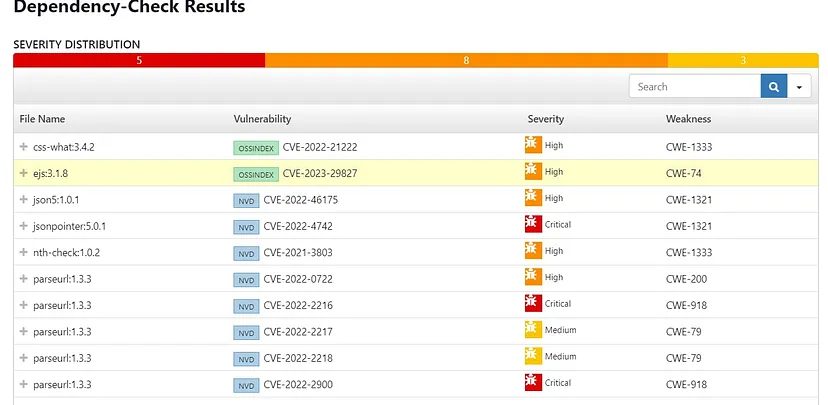 Dependency-Check Results
SEVERITY DISTRIBUTION
5 8 3
Search
File Name Vulnerability Severity Weakness
css-what:3.4.2 OSSINDEX CVE-2022-21222 High CWE-1333
ejs:3.1.8 OSSINDEX CVE-2023-29827 High CWE-74
json5:1.0.1 NVD CVE-2022-46175 High CWE-1321
jsonpointer:5.0.1 NVD CVE-2022-4742 Critical CWE-1321
nth-check:1.0.2 NVD CVE-2021-3803 High CWE-1333
parseurl:1.3.3 NVD CVE-2022-0722 High CWE-200
parseurl:1.3.3 NVD CVE-2022-2216 Critical CWE-918
parseurl:1.3.3 NVD CVE-2022-2217 Medium CWE-79
parseurl:1.3.3 NVD CVE-2022-2218 Medium CWE-79
parseurl:1.3.3 NVD CVE-2022-2900 Critical CWE-918